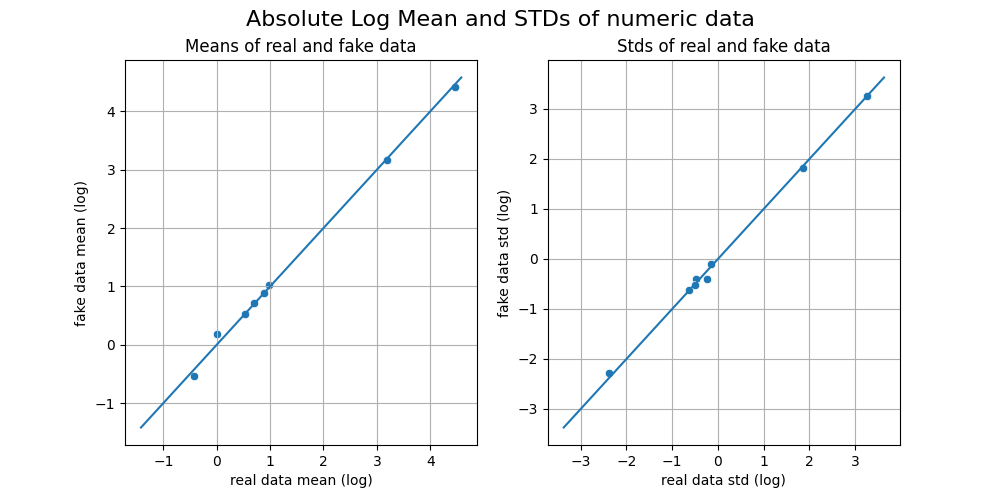 Absolute Log Mean and STDs of numeric data
Means of real and fake data
4
3
2
1
0
−1
fake data mean (log)
−1 0 1 2 3 4
real data mean (log)
Stds of real and fake data
3
2
1
0
−1
−2
−3
fake data std (log)
−3 −2 −1 0 1 2 3
real data std (log)